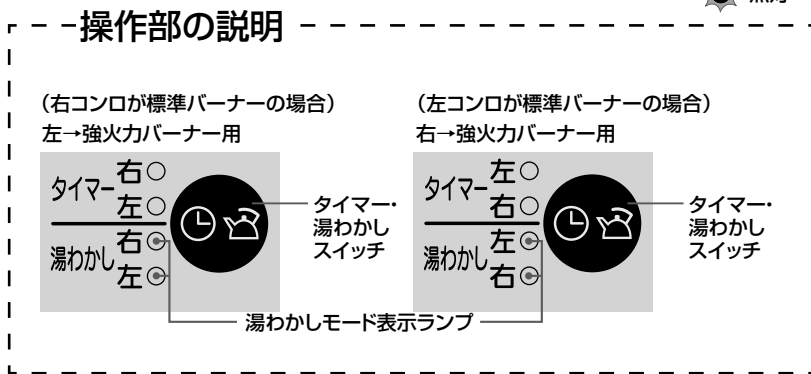 操作部の説明
（右コンロが標準バーナーの場合）
左→強火力バーナー用
タイマー 右
左
湯わかし 右
左
タイマー・
湯わかし
スイッチ
（左コンロが標準バーナーの場合）
右→強火力バーナー用
タイマー 左
右
湯わかし 左
右
タイマー・
湯わかし
スイッチ
湯わかしモード表示ランプ